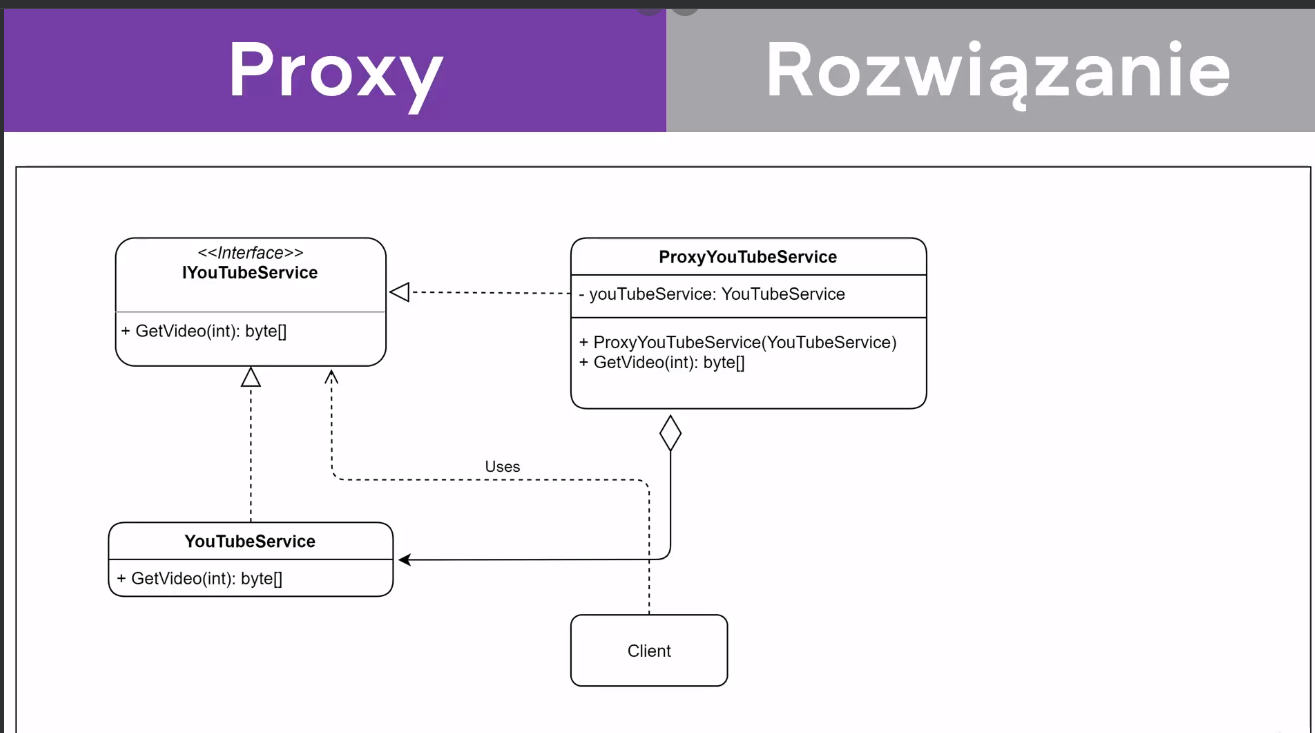 Proxy
Rozwiązanie
<<Interface>>
IYouTubeService
+ GetVideo(int): byte[]
ProxyYouTubeService
- youTubeService: YouTubeService
+ ProxyYouTubeService(YouTubeService)
+ GetVideo(int): byte[]
Uses
YouTubeService
+ GetVideo(int): byte[]
Client